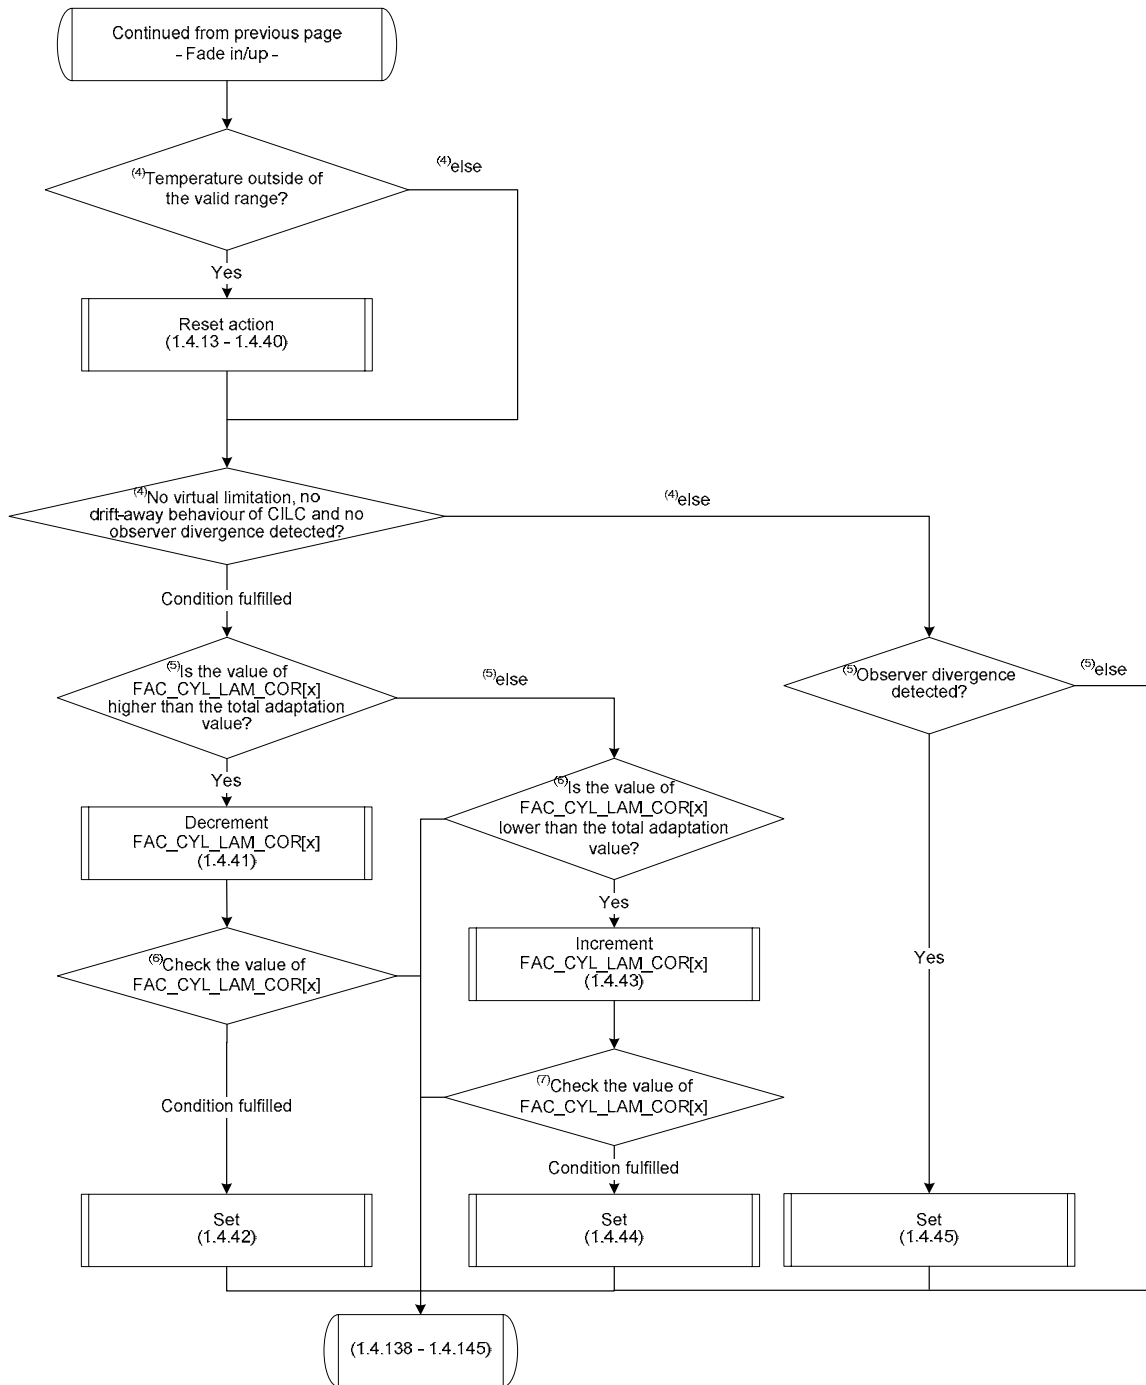 Continued from previous page
- Fade in/up -
(4)Temperature outside of
the valid range?
(4)else
Yes
Reset action
(1.4.13 - 1.4.40)
(4)No virtual limitation, no
drift-away behaviour of CILC and no
observer divergence detected?
(4)else
Condition fulfilled
(5)Is the value of
FAC_CYL_LAM_COR[x]
higher than the total adaptation
value?
(5)else
(5)Observer divergence
detected?
(5)else
Yes
(6)Is the value of
FAC_CYL_LAM_COR[x]
lower than the total adaptation
value?
Decrement
FAC_CYL_LAM_COR[x]
(1.4.41)
Yes
(6)Check the value of
FAC_CYL_LAM_COR[x]
Increment
FAC_CYL_LAM_COR[x]
(1.4.43)
Yes
(7)Check the value of
FAC_CYL_LAM_COR[x]
Condition fulfilled
Condition fulfilled
Set
(1.4.42)
Set
(1.4.44)
Set
(1.4.45)
(1.4.138 - 1.4.145)